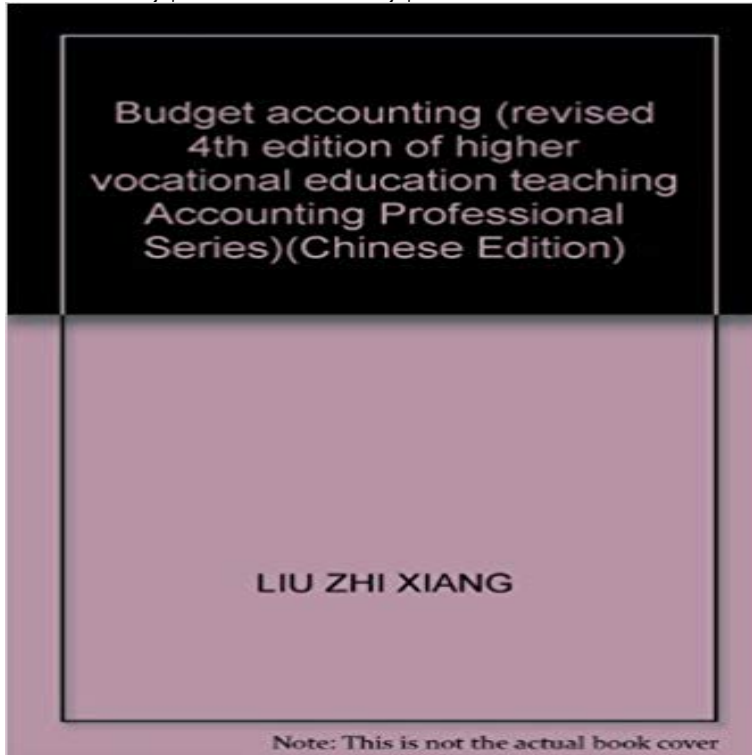 Budget accounting (revised
4th edition of higher
vocational education teaching
Accounting Professional
Series)(Chinese Edition)
LIU ZHI XIANG
Note: This is not the actual book cover